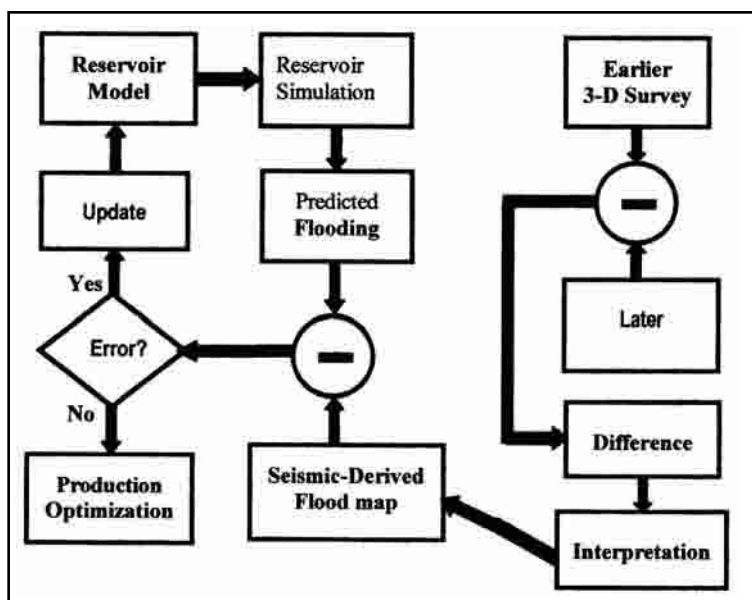 Reservoir
Model
Reservoir
Simulation
Earlier
3-D Survey
Update
Predicted
Flooding
Yes
Later
Error?
No
Production
Optimization
Seismic-Derived
Flood map
Difference
Interpretation